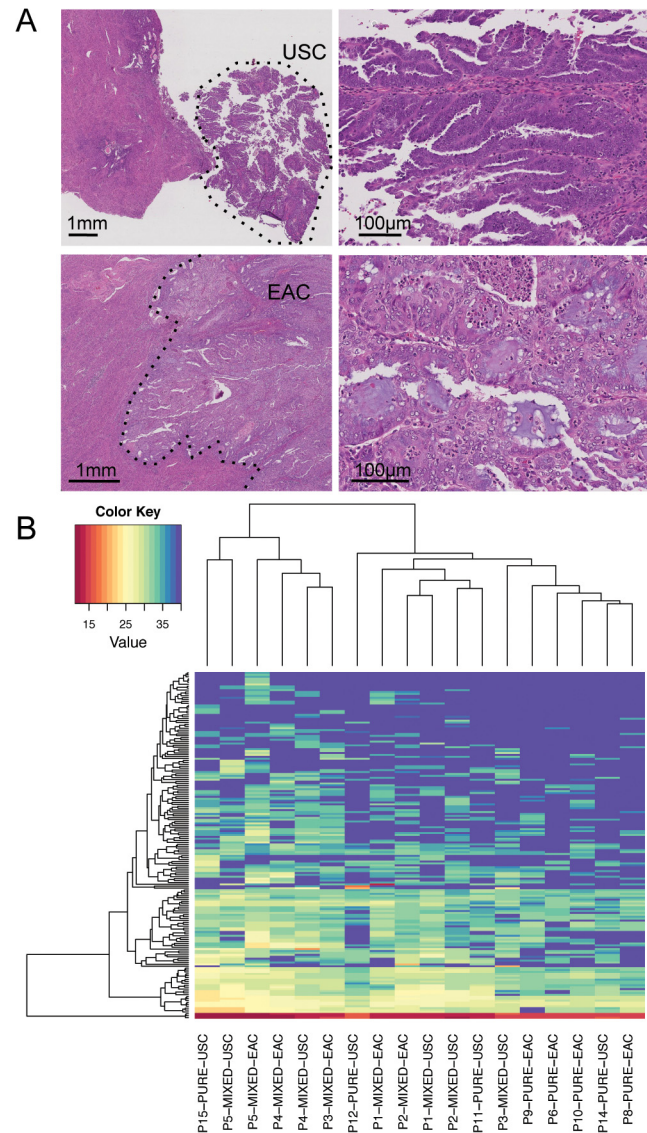 A
USC
1mm
100µm
EAC
1mm
100µm
B
Color Key
15 25 35
Value
P15-PURE-USC
P5-MIXED-USC
P5-MIXED-EAC
P4-MIXED-EAC
P4-MIXED-USC
P3-MIXED-EAC
P12-PURE-USC
P1-MIXED-EAC
P2-MIXED-EAC
P1-MIXED-USC
P2-MIXED-USC
P11-PURE-USC
P3-MIXED-USC
P9-PURE-EAC
P6-PURE-EAC
P10-PURE-EAC
P14-PURE-USC
P8-PURE-EAC